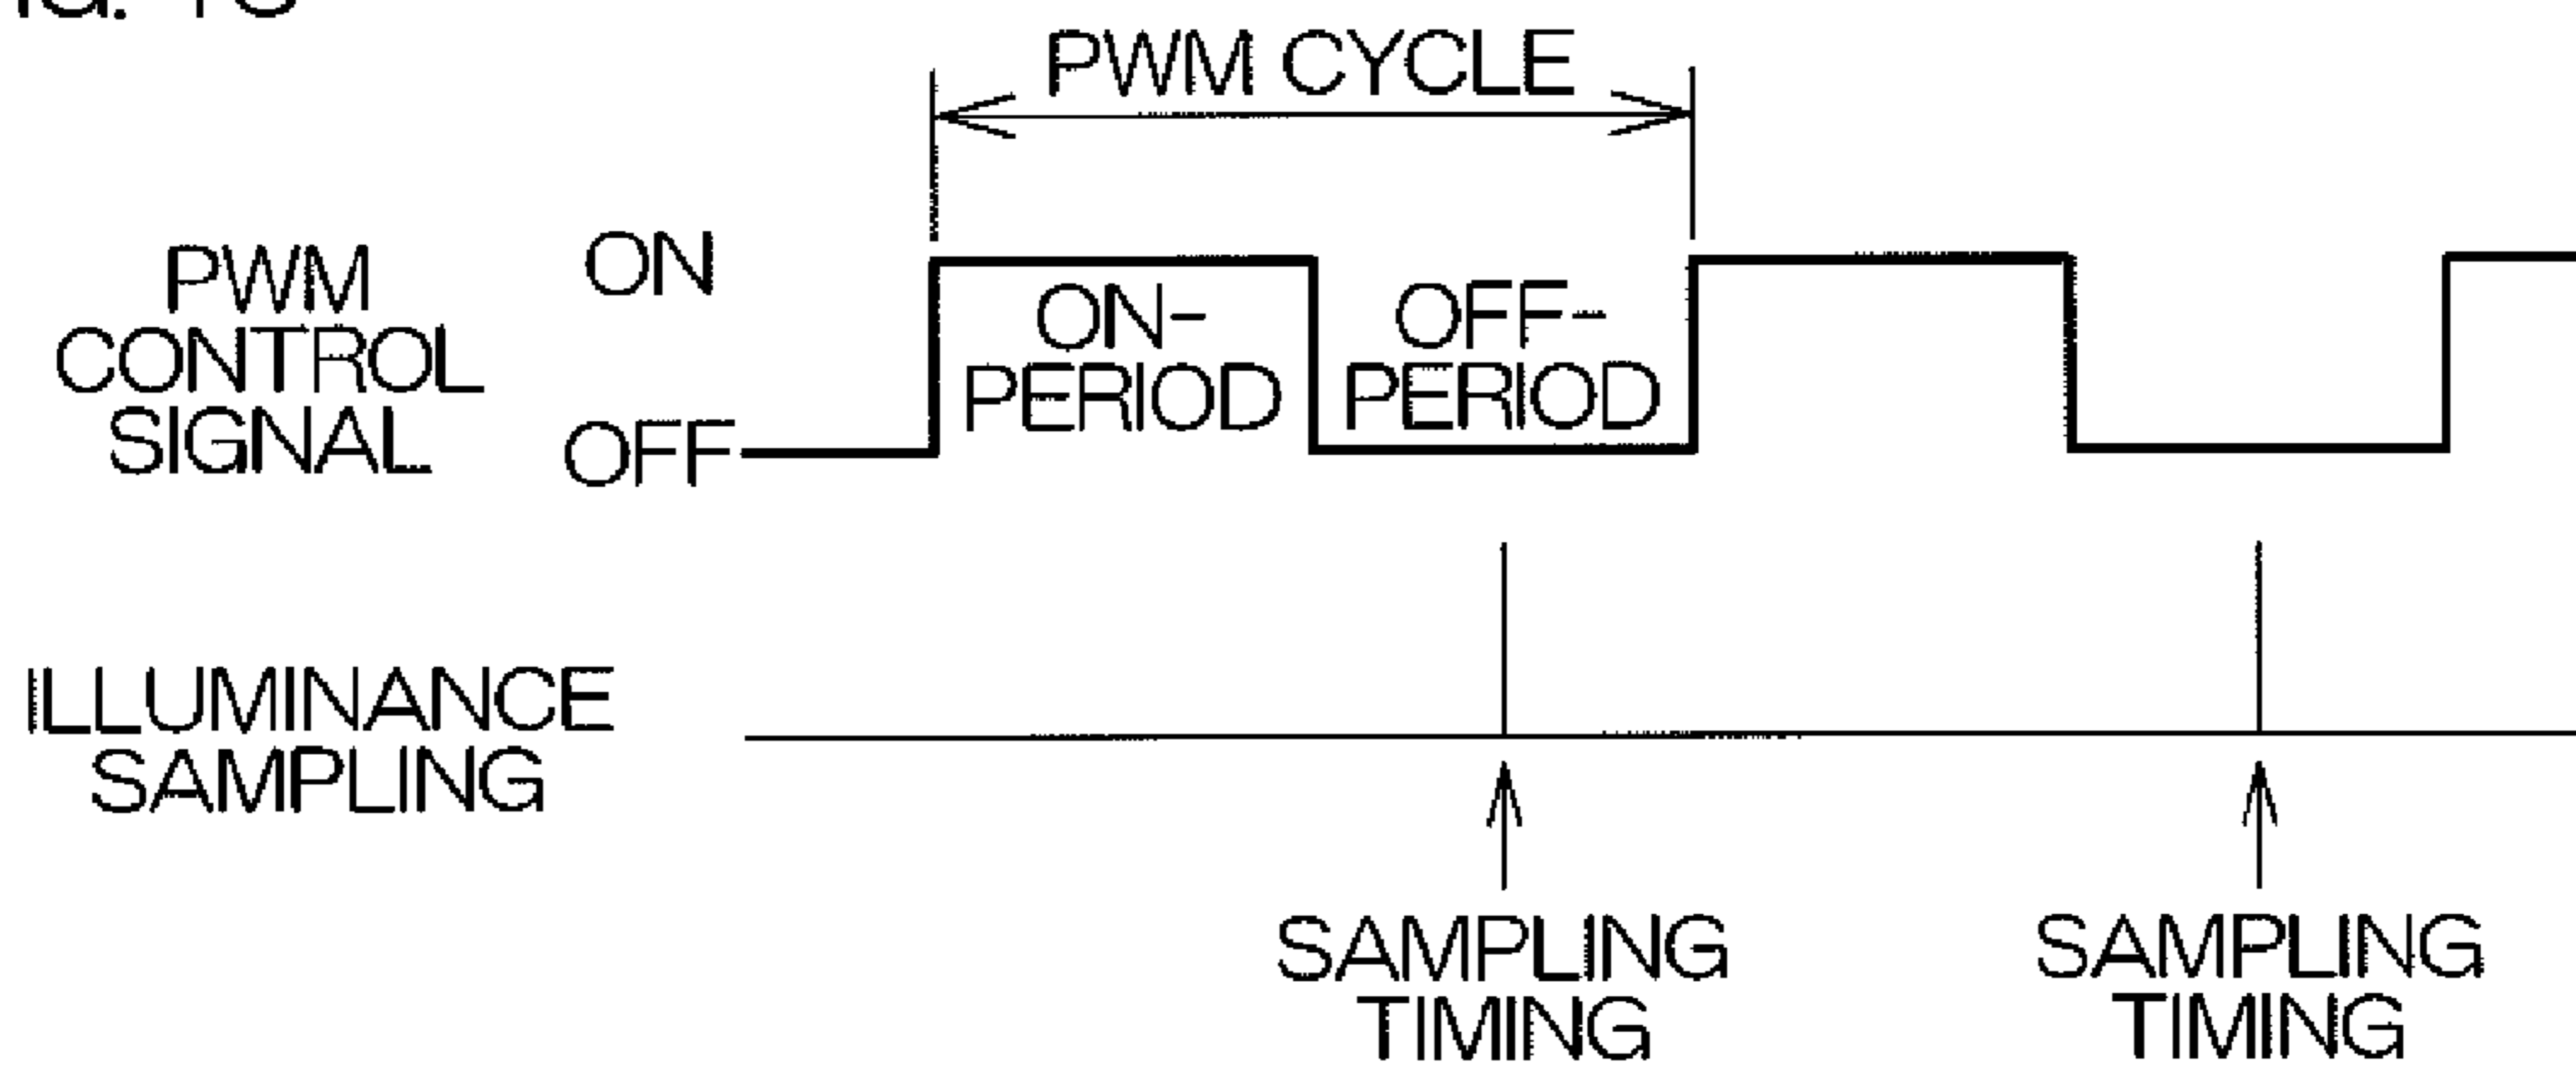 PWM CYCLE
PWM
CONTROL
SIGNAL
ON
OFF
ON-
PERIOD
OFF-
PERIOD
ILLUMINANCE
SAMPLING
SAMPLING
TIMING
SAMPLING
TIMING